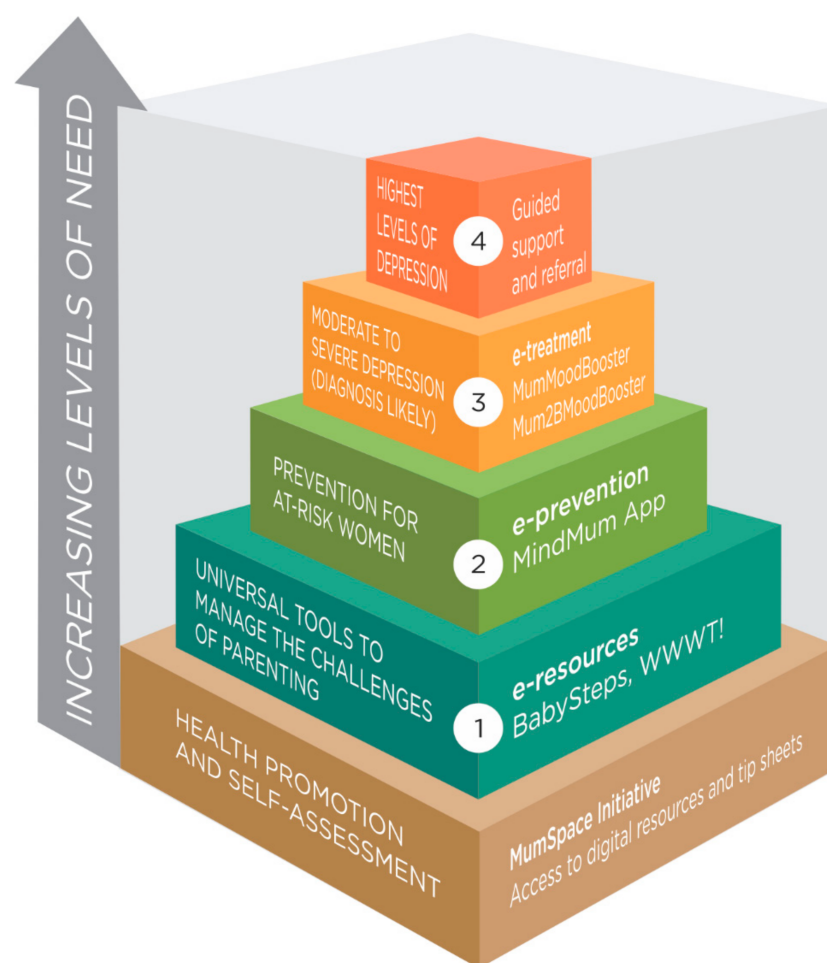 INCREASING LEVELS OF NEED
HIGHEST
LEVELS OF
DEPRESSION
4
Guided
support
and referral
MODERATE TO
SEVERE DEPRESSION
(DIAGNOSIS LIKELY)
3
e-treatment
MumMoodBooster
Mum2BMoodBooster
PREVENTION FOR
AT-RISK WOMEN
2
e-prevention
MindMum App
UNIVERSAL TOOLS TO
MANAGE THE CHALLENGES
OF PARENTING
1
e-resources
BabySteps, WWWT!
HEALTH PROMOTION
AND SELF-ASSESSMENT
MumSpace Initiative
Access to digital resources and tip sheets